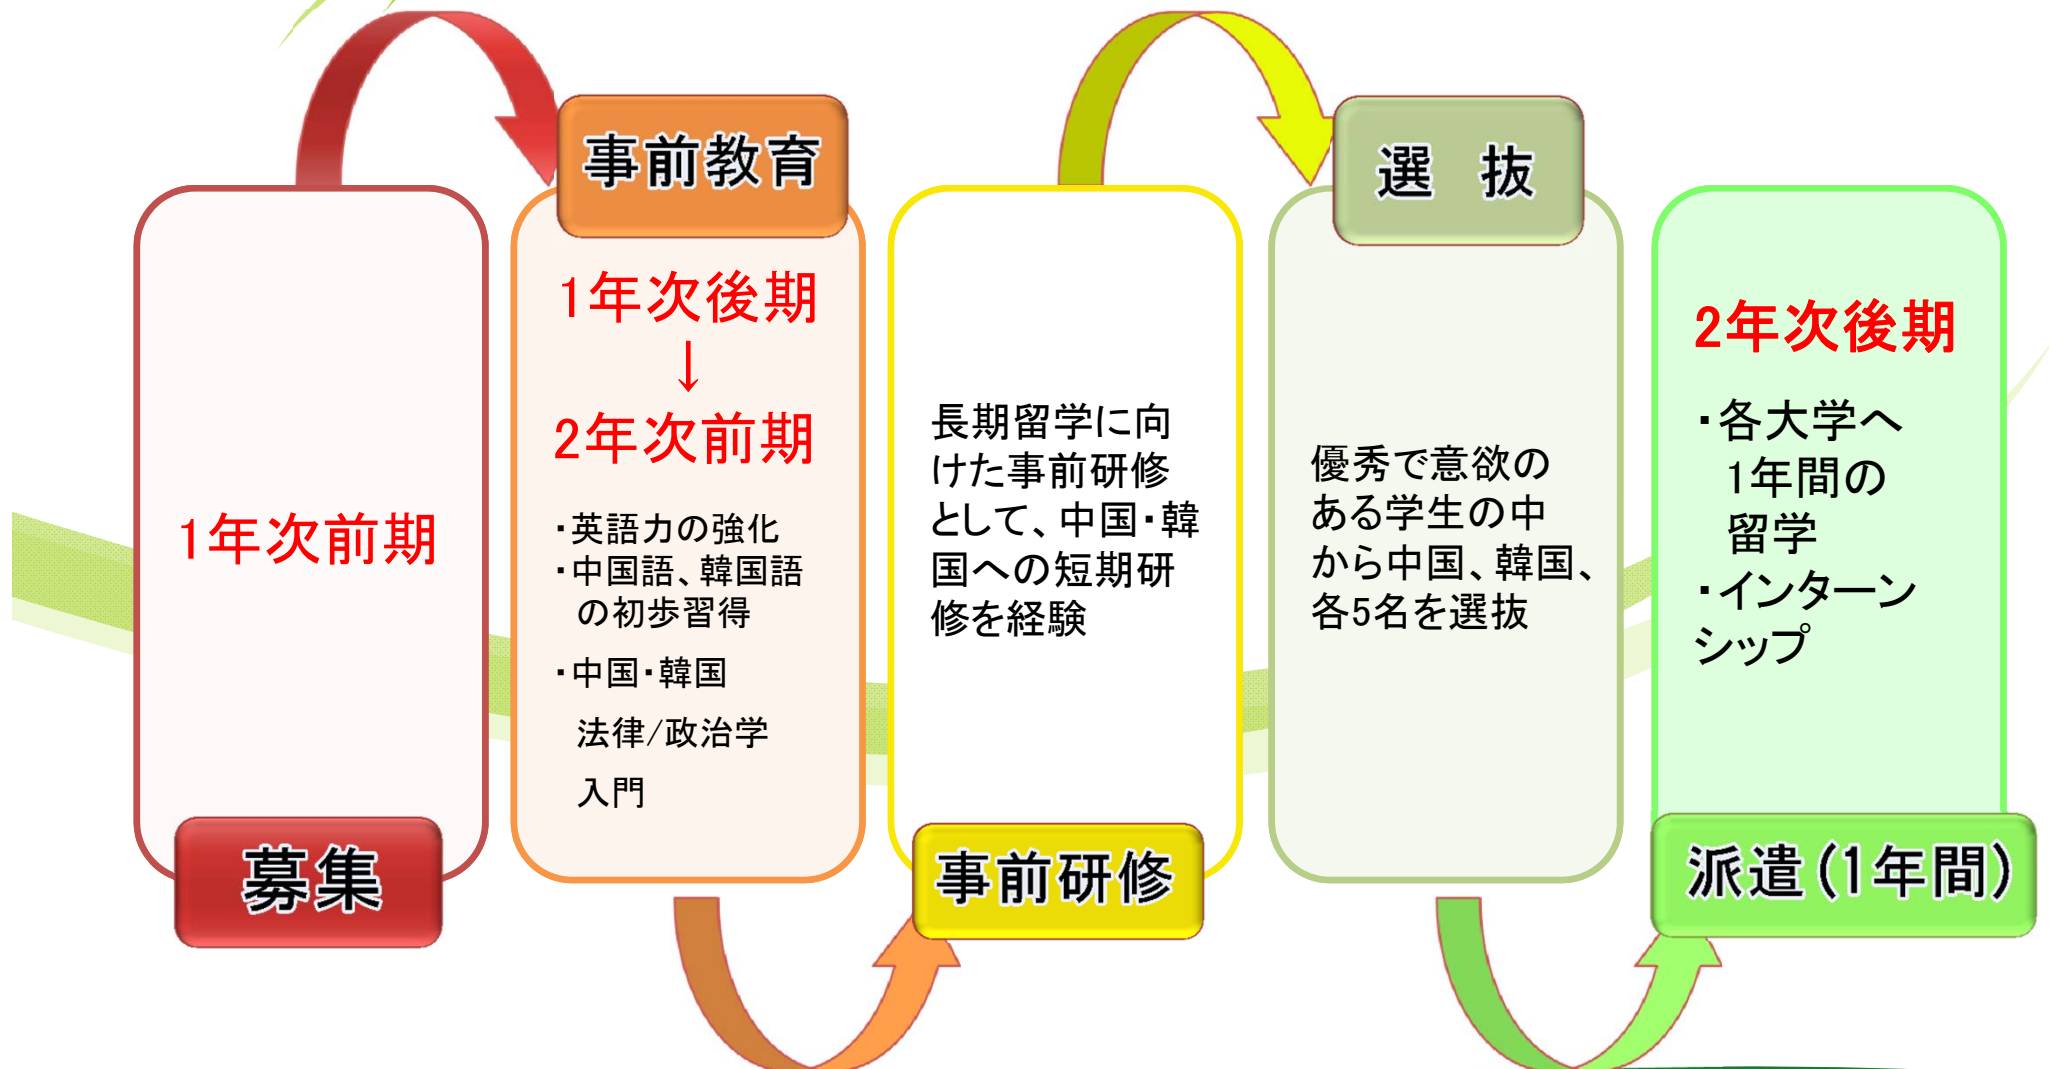 1年次前期
募集
事前教育
1年次後期
↓
2年次前期
・英語力の強化
・中国語、韓国語
の初歩習得
・中国・韓国
法律/政治学
入門
長期留学に向
けた事前研修
として、中国・韓
国への短期研
修を経験
事前研修
選 抜
優秀で意欲の
ある学生の中
から中国、韓国、
各5名を選抜
2年次後期
・各大学へ
1年間の
留学
・インターン
シップ
派遣(1年間)